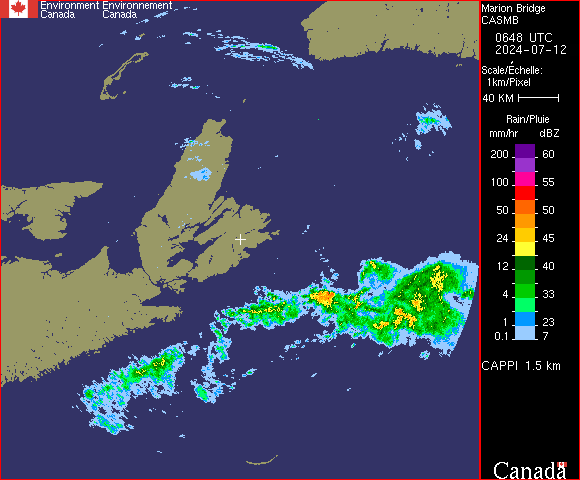 Environment Environnement
Canada Canada
Marion Bridge
CASMB
0648 UTC
2024-07-12
Scale/Échelle:
1km/Pixel
40 KM
Rain/Pluie
mm/hr dBZ
200 60
100 55
50 50
24 45
12 40
4 33
1 23
0.1 7
CAPPI 1.5 km
Canada